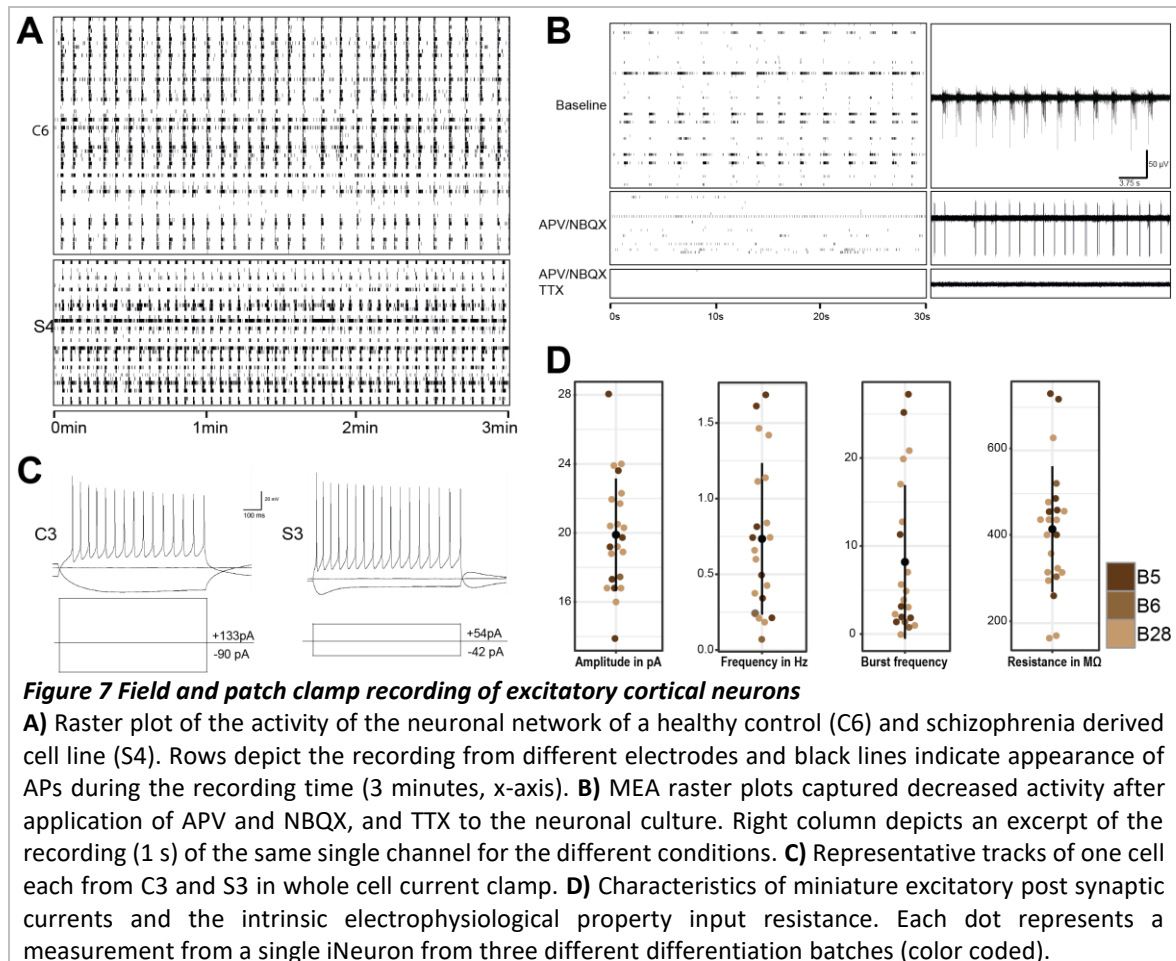 A
C6
S4
0min
1min
2min
3min
B
Baseline
50 µV
3.75 s
APV/NBQX
APV/NBQX
TTX
0s
10s
20s
30s
C
C3
20 mV
100 ms
S3
+133pA
-90 pA
+54pA
-42 pA
D
28
24
20
16
Amplitude in pA
1.5
1.0
0.5
0.0
Frequency in Hz
20
10
0
Burst frequency
600
400
200
Resistance in MΩ
B5
B6
B28
Figure 7 Field and patch clamp recording of excitatory cortical neurons
A) Raster plot of the activity of the neuronal network of a healthy control (C6) and schizophrenia derived
cell line (S4). Rows depict the recording from different electrodes and black lines indicate appearance of
APs during the recording time (3 minutes, x-axis). B) MEA raster plots captured decreased activity after
application of APV and NBQX, and TTX to the neuronal culture. Right column depicts an excerpt of the
recording (1 s) of the same single channel for the different conditions. C) Representative tracks of one cell
each from C3 and S3 in whole cell current clamp. D) Characteristics of miniature excitatory post synaptic
currents and the intrinsic electrophysiological property input resistance. Each dot represents a
measurement from a single iNeuron from three different differentiation batches (color coded).